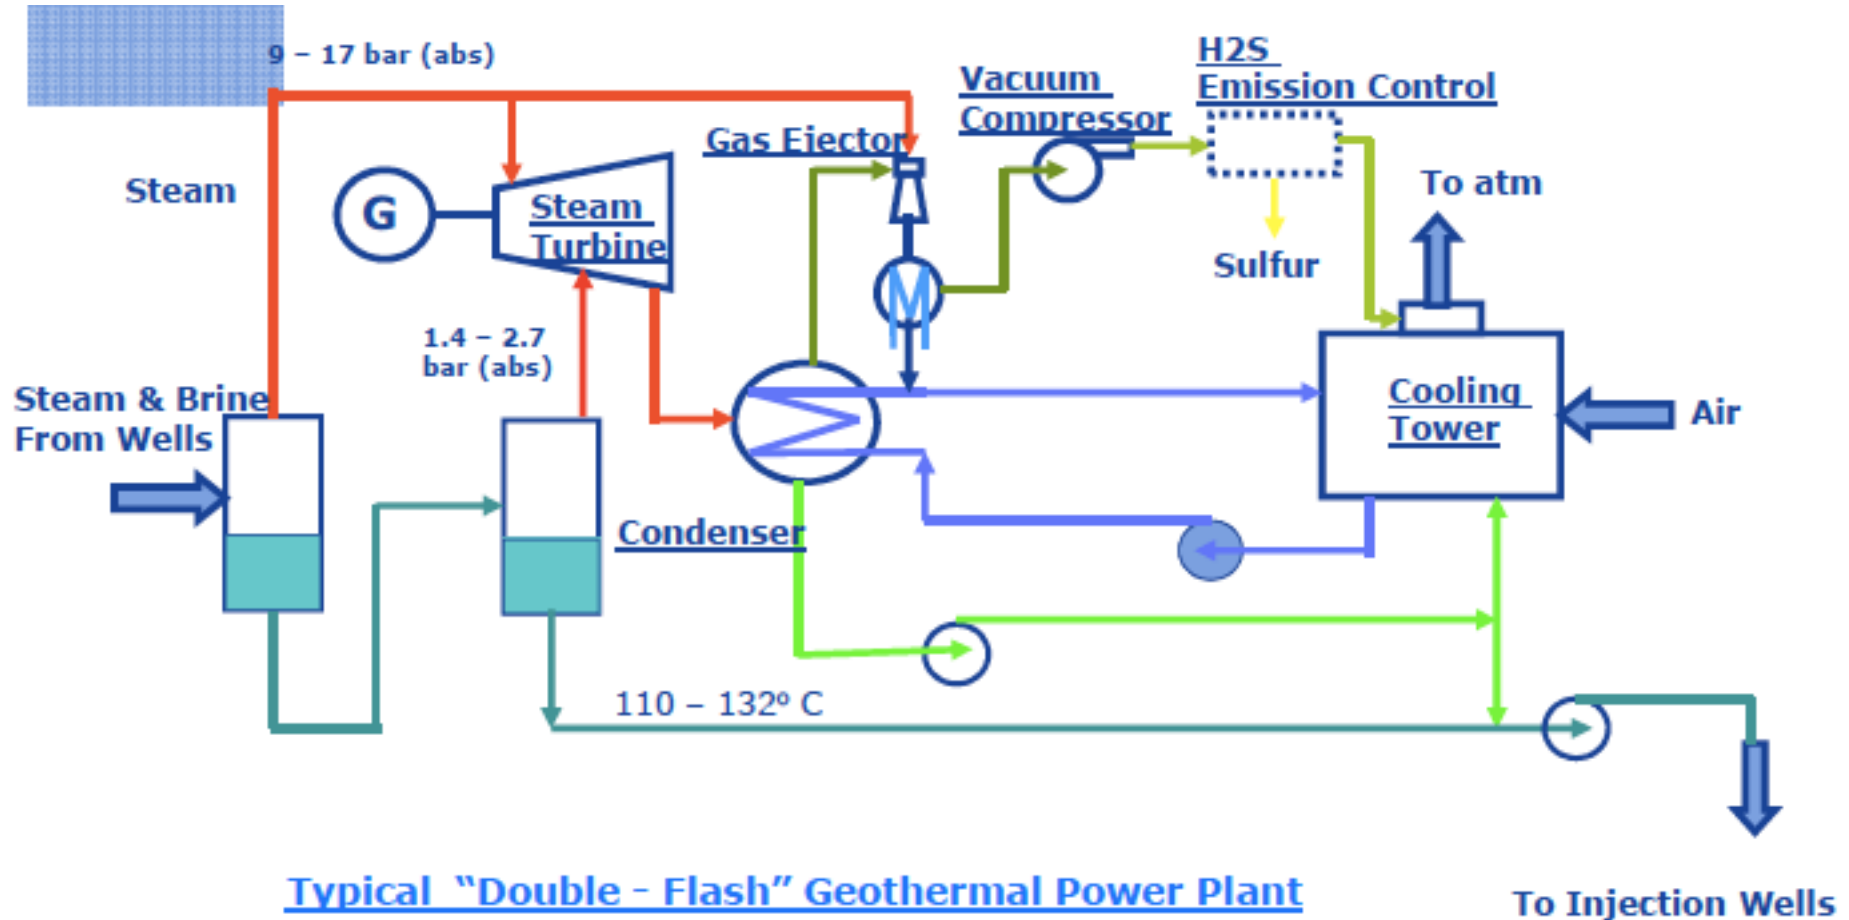 9 – 17 bar (abs)
H2S
Emission Control
Vacuum
Compressor
Gas Ejector
To atm
Steam
G
Steam
Turbine
Sulfur
1.4 – 2.7
bar (abs)
Steam & Brine
From Wells
Cooling
Tower
Air
Condenser
110 – 132º C
Typical “Double - Flash” Geothermal Power Plant
To Injection Wells